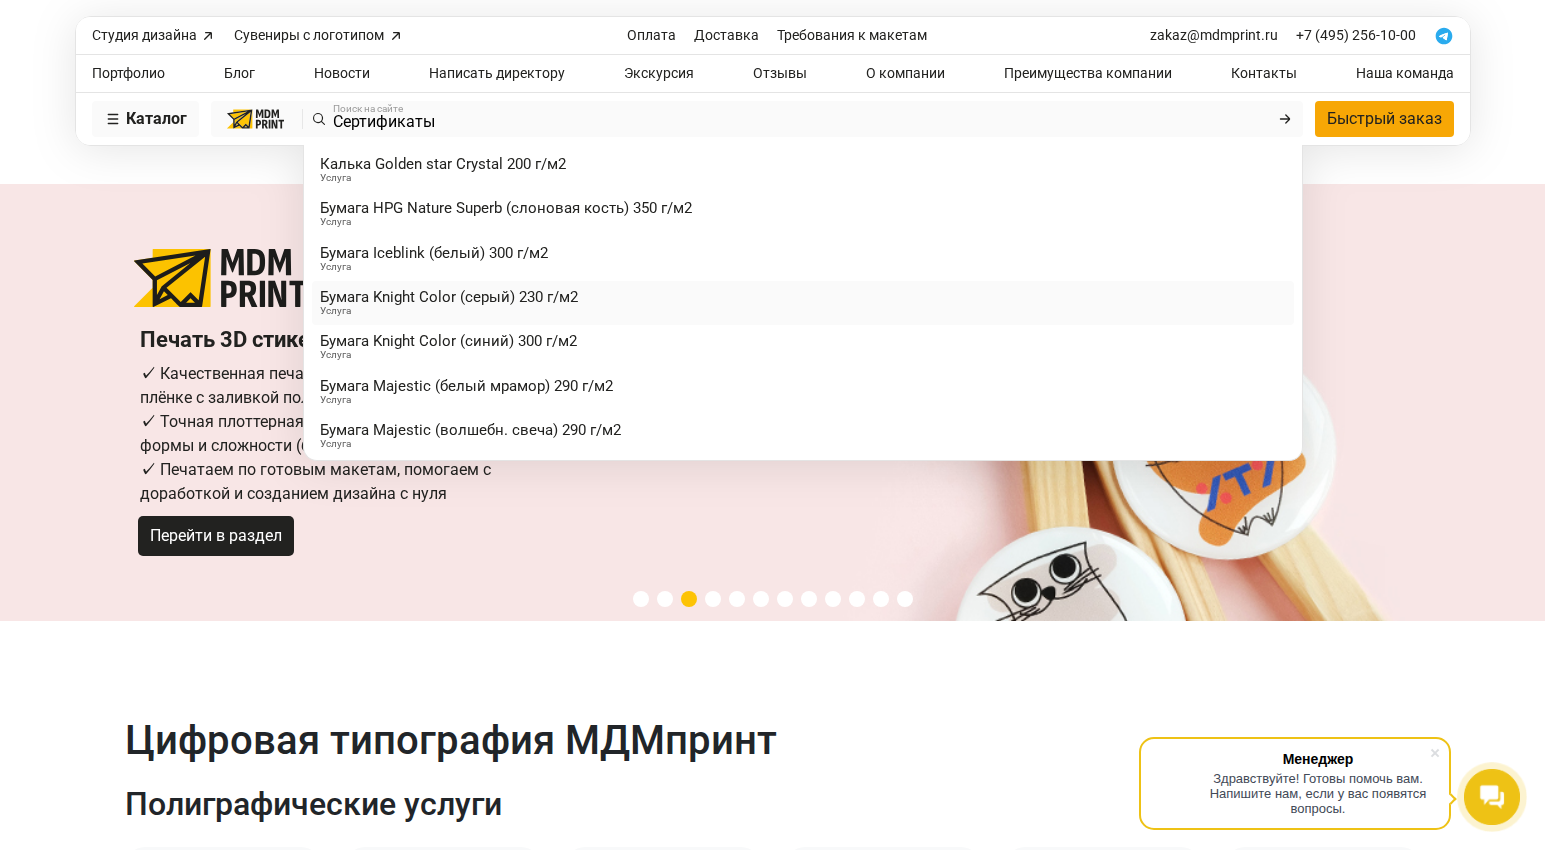 Студия дизайна
Сувениры с логотипом
Оплата
Доставка
Требования к макетам
zakaz@mdmprint.ru
+7 (495) 256-10-00
Портфолио
Блог
Новости
Написать директору
Экскурсия
Отзывы
О компании
Преимущества компании
Контакты
Наша команда
Каталог
MDM
PRINT
Поиск на сайте
Сертификаты
Быстрый заказ
Калька Golden star Crystal 200 г/м2
Услуга
Бумага HPG Nature Superb (слоновая кость) 350 г/м2
Услуга
Бумага Iceblink (белый) 300 г/м2
Услуга
Бумага Knight Color (серый) 230 г/м2
Услуга
Бумага Knight Color (синий) 300 г/м2
Услуга
Бумага Majestic (белый мрамор) 290 г/м2
Услуга
Бумага Majestic (волшебн. свеча) 290 г/м2
Услуга
MDM
PRINT
Печать 3D стике
✓ Качественная печа
плёнке с заливкой по
✓ Точная плоттерная
формы и сложности (
✓ Печатаем по готовым макетам, помогаем с
доработкой и созданием дизайна с нуля
Перейти в раздел
Цифровая типография МДМпринт
Полиграфические услуги
Менеджер
Здравствуйте! Готовы помочь вам.
Напишите нам, если у вас появятся
вопросы.